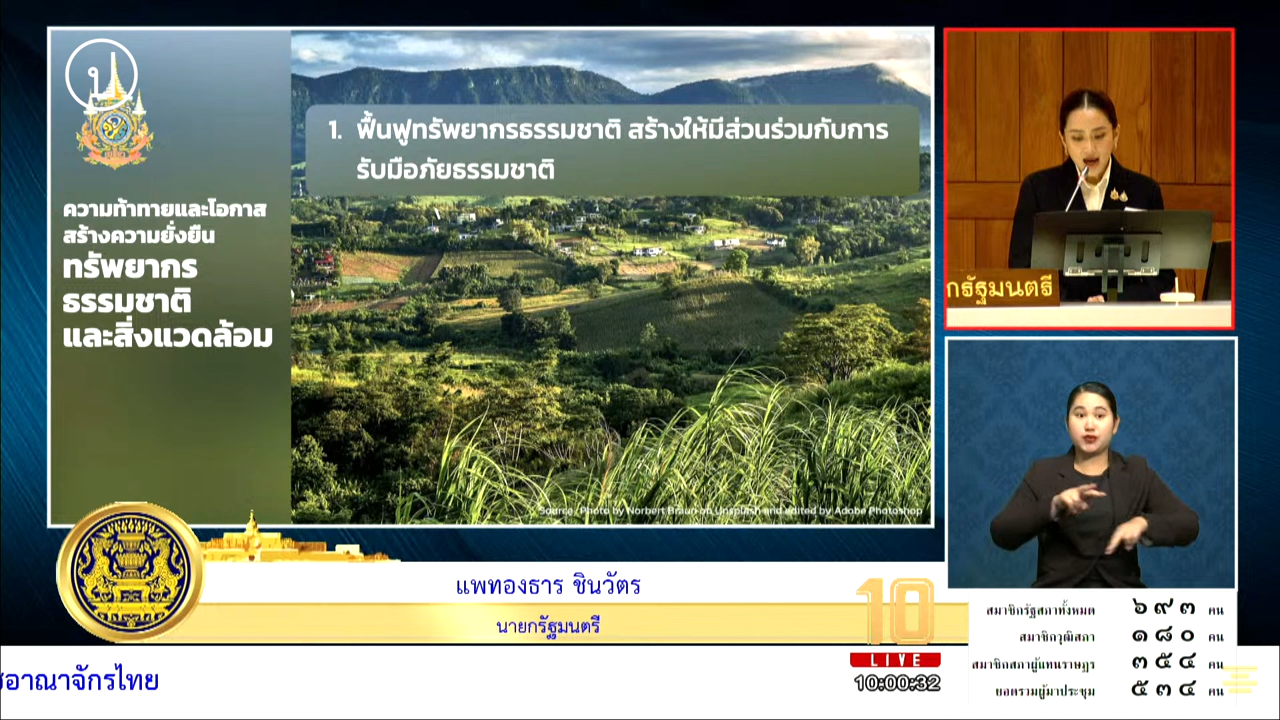 ความท้าทายและโอกาส
สร้างความยั่งยืน
ทรัพยากร
ธรรมชาติ
และสิ่งแวดล้อม
1. ฟื้นฟูทรัพยากรธรรมชาติ สร้างให้มีส่วนร่วมกับการ
รับมือภัยธรรมชาติ
Source: Photo by Norbert Braun on Unsplash and edited by Adobe Photoshop
กรัฐมนตรี
แพทองธาร ชินวัตร
นายกรัฐมนตรี
10
LIVE
10:00:32
สมาชิกรัฐสภาทั้งหมด ๖๙๓ คน
สมาชิกวุฒิสภา ๑๘๐ คน
สมาชิกสภาผู้แทนราษฎร ๓๕๔ คน
ยอดรวมผู้มาประชุม ๕๓๔ คน
อาณาจักรไทย